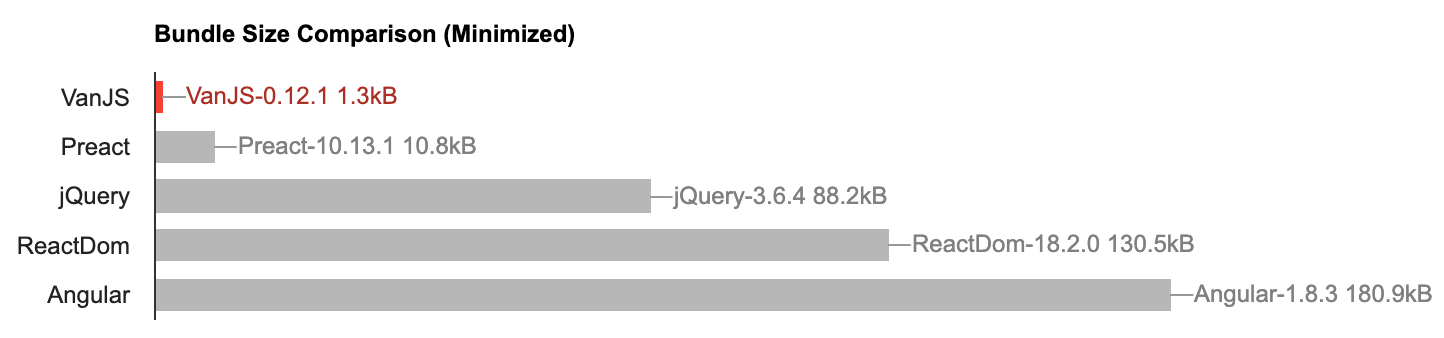 Bundle Size Comparison (Minimized)
VanJS VanJS-0.12.1 1.3kB
Preact Preact-10.13.1 10.8kB
jQuery jQuery-3.6.4 88.2kB
ReactDom ReactDom-18.2.0 130.5kB
Angular Angular-1.8.3 180.9kB